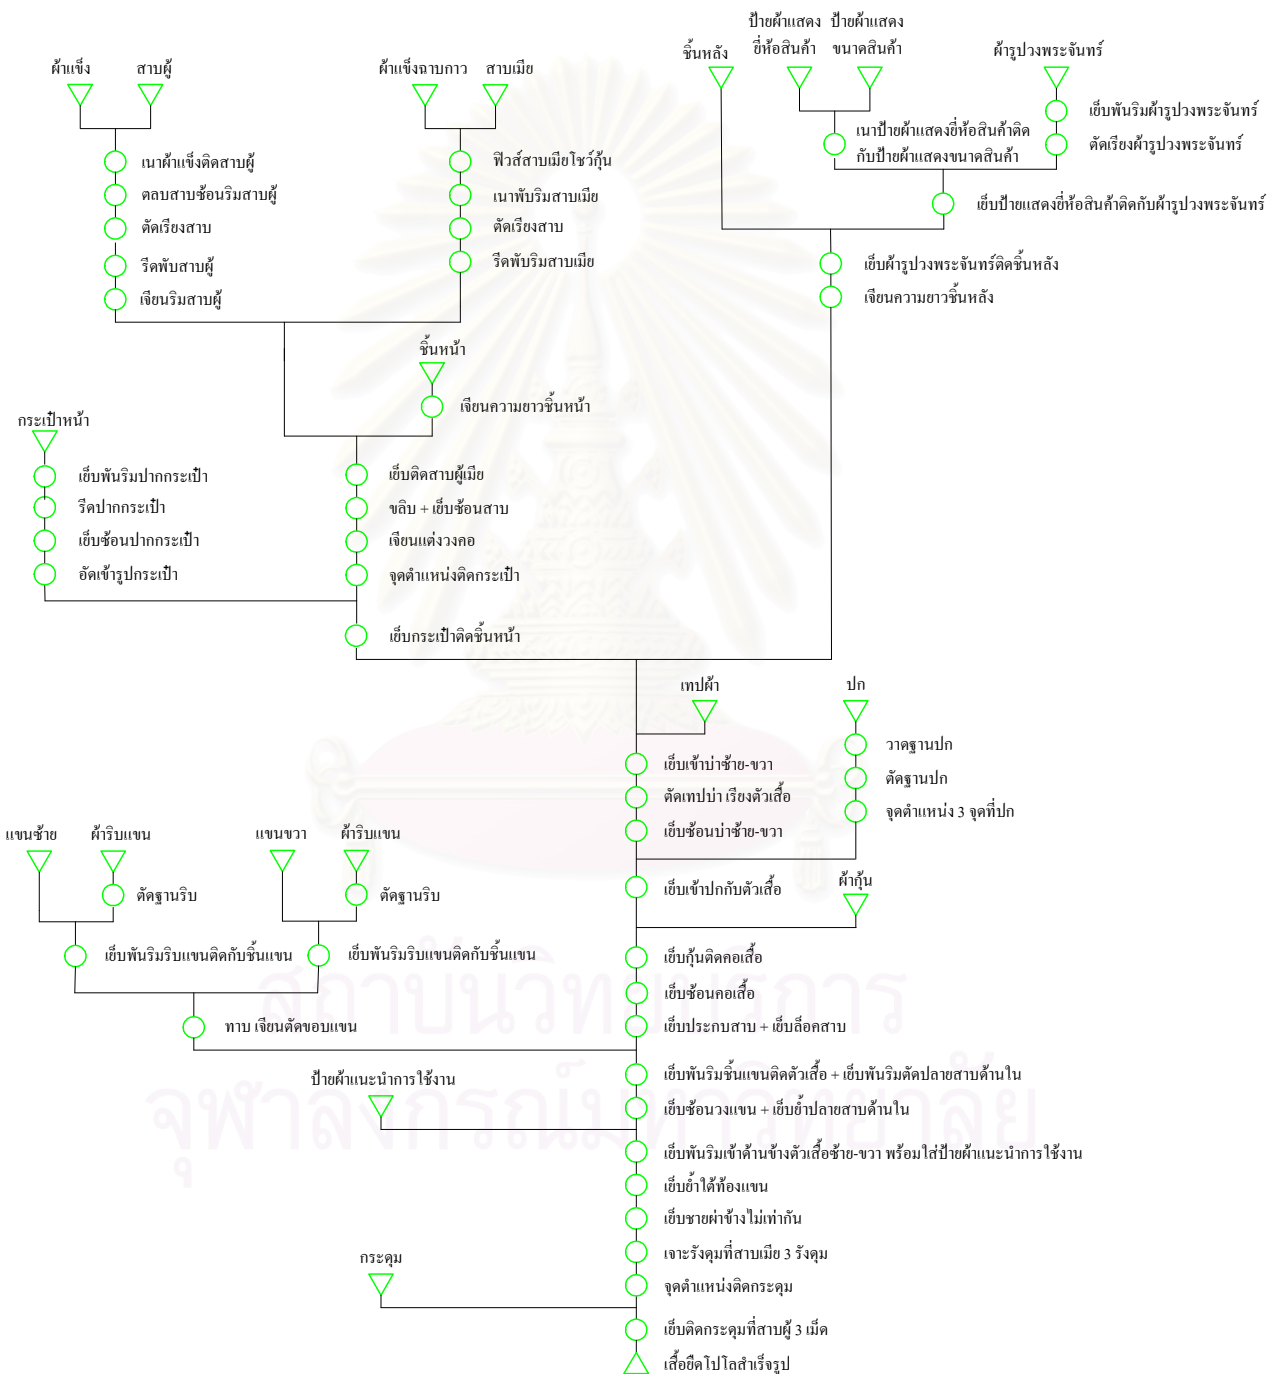 ป้ายผ้าแสดง ป้ายผ้าแสดง
ชิ้นหลัง ยี่ห้อสินค้า ขนาดสินค้า ผ้ารูปวงพระจันทร์
ผ้าแข็ง สาบผู้ ผ้าแข็งฉาบกาว สาบเมีย
เย็บพันริมผ้ารูปวงพระจันทร์
เนาป้ายผ้าแสดงยี่ห้อสินค้าติด
กับป้ายผ้าแสดงขนาดสินค้า
ตัดเรียงผ้ารูปวงพระจันทร์
เนาผ้าแข็งติดสาบผู้ ฟิวส์สาบเมียโชว์กุ้น
ตลบสาบซ้อนริมสาบผู้ เนาพับริมสาบเมีย เย็บป้ายแสดงยี่ห้อสินค้าติดกับผ้ารูปวงพระจันทร์
ตัดเรียงสาบ ตัดเรียงสาบ
รีดพับสาบผู้ รีดพับริมสาบเมีย เย็บผ้ารูปวงพระจันทร์ติดชิ้นหลัง
เจียนริมสาบผู้ เจียนความยาวชิ้นหลัง
ชิ้นหน้า
เจียนความยาวชิ้นหน้า
กระเป๋าหน้า
เย็บพันริมปากกระเป๋า เย็บติดสาบผู้เมีย
รีดปากกระเป๋า ขลิบ + เย็บซ้อนสาบ
เย็บซ้อนปากกระเป๋า เจียนแต่งวงคอ
อัดเข้ารูปกระเป๋า จุดตำแหน่งติดกระเป๋า
เย็บกระเป๋าติดชิ้นหน้า
เทปผ้า ปก
วาดฐานปก
เย็บเข้าบ่าซ้าย-ขวา
ตัดฐานปก
ตัดเทปบ่า เรียงตัวเสื้อ
จุดตำแหน่ง 3 จุดที่ปก
แขนซ้าย ผ้าริบแขน แขนขวา ผ้าริบแขน เย็บซ้อนบ่าซ้าย-ขวา
ตัดฐานริบ ตัดฐานริบ เย็บเข้าปกกับตัวเสื้อ ผ้ากุ้น
เย็บพันริมริบแขนติดกับชิ้นแขน เย็บพันริมริบแขนติดกับชิ้นแขน เย็บกุ้นติดคอเสื้อ
เย็บซ้อนคอเสื้อ
ทาบ เจียนตัดขอบแขน เย็บประกบสาบ + เย็บล็อคสาบ
สถาบันวิทยบริการ
ป้ายผ้าแนะนำการใช้งาน เย็บพันริมชิ้นแขนติดตัวเสื้อ + เย็บพันริมตัดปลายสาบด้านใน
เย็บซ้อนวงแขน + เย็บย้ำปลายสาบด้านใน
จุฬาลงกรณ์มหาวิทยาลัย
เย็บพันริมเข้าด้านข้างตัวเสื้อซ้าย-ขวา พร้อมใส่ป้ายผ้าแนะนำการใช้งาน
เย็บย้ำใต้ท้องแขน
เย็บชายผ่าข้างไม่เท่ากัน
กระดุม เจาะรังดุมที่สาบเมีย 3 รังดุม
จุดตำแหน่งติดกระดุม
เย็บติดกระดุมที่สาบผู้ 3 เม็ด
เสื้อยืดโปโลสำเร็จรูป